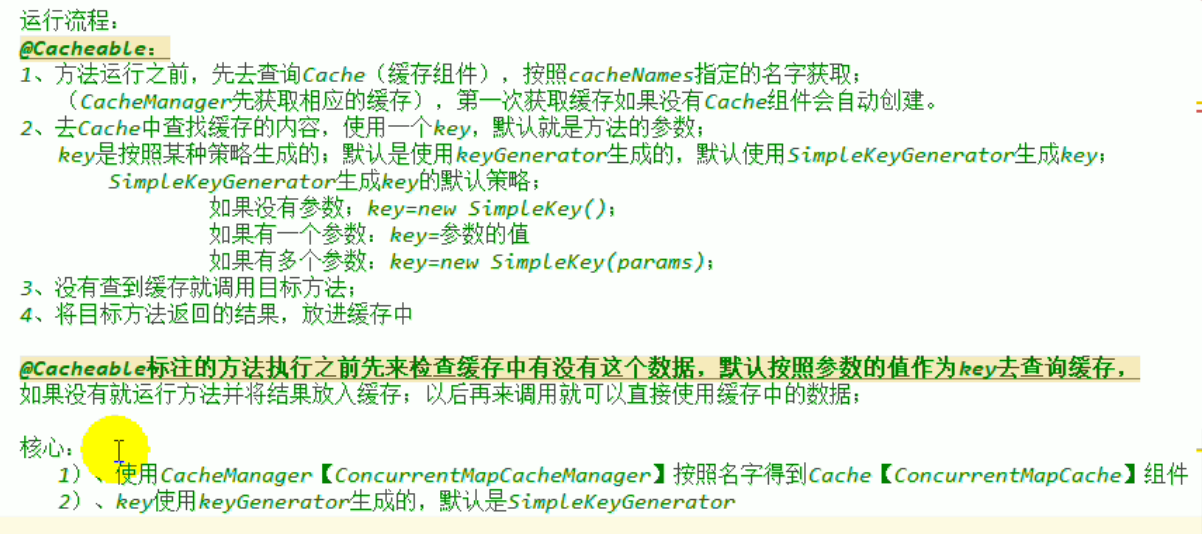 运行流程：
@Cacheable：
1、方法运行之前，先去查询Cache（缓存组件），按照cacheNames指定的名字获取；
（CacheManager先获取相应的缓存），第一次获取缓存如果没有Cache组件会自动创建。
2、去Cache中查找缓存的内容，使用一个key，默认就是方法的参数；
key是按照某种策略生成的；默认是使用keyGenerator生成的，默认使用SimpleKeyGenerator生成key；
SimpleKeyGenerator生成key的默认策略；
如果没有参数；key=new SimpleKey()；
如果有一个参数：key=参数的值
如果有多个参数：key=new SimpleKey(params)；
3、没有查到缓存就调用目标方法；
4、将目标方法返回的结果，放进缓存中
@Cacheable标注的方法执行之前先来检查缓存中有没有这个数据，默认按照参数的值作为key去查询缓存，
如果没有就运行方法并将结果放入缓存；以后再来调用就可以直接使用缓存中的数据；
核心：
1）、使用CacheManager【ConcurrentMapCacheManager】按照名字得到Cache【ConcurrentMapCache】组件
2）、key使用keyGenerator生成的，默认是SimpleKeyGenerator